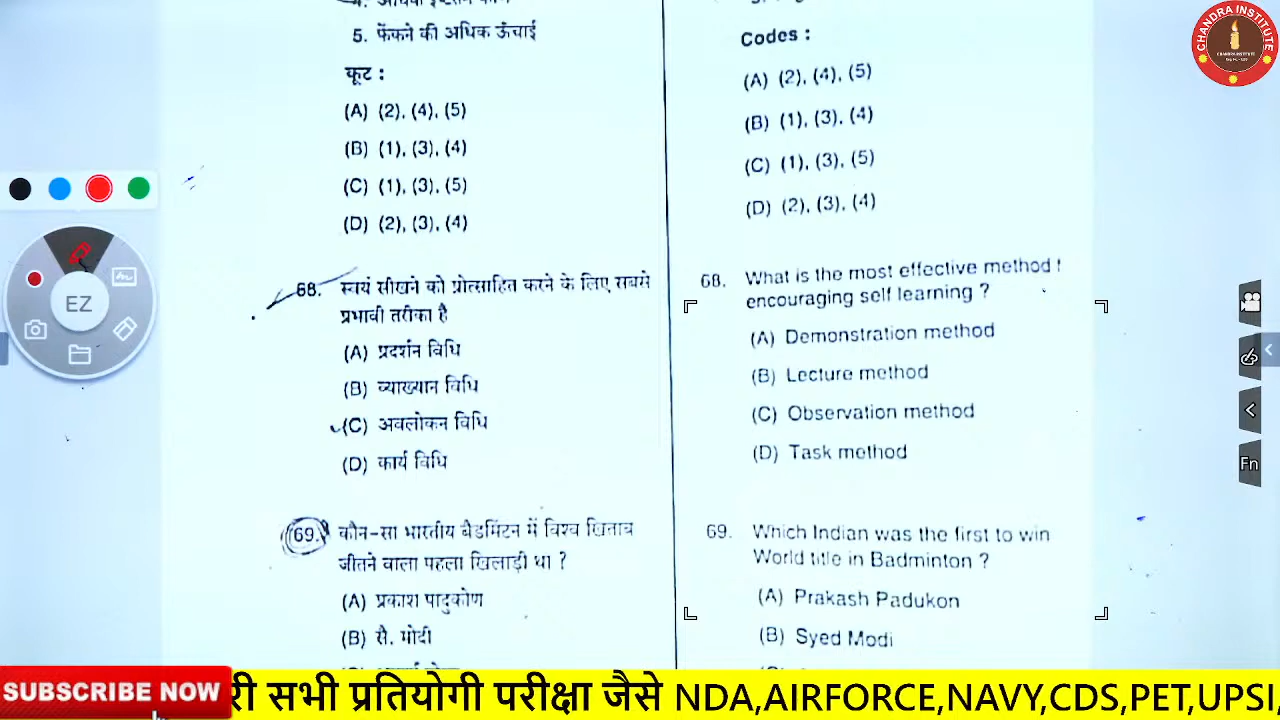 5. फेंकने की अधिक ऊँचाई
कूट :
(A) (2), (4), (5)
(B) (1), (3), (4)
(C) (1), (3), (5)
(D) (2), (3), (4)
68. स्वयं सीखने को प्रोत्साहित करने के लिए सबसे
प्रभावी तरीका है
(A) प्रदर्शन विधि
(B) व्याख्यान विधि
(C) अवलोकन विधि
(D) कार्य विधि
69. कौन-सा भारतीय बैडमिंटन में विश्व खिताब
जीतने वाला पहला खिलाड़ी था ?
(A) प्रकाश पादुकोण
(B) सै. मोदी
Codes :
(A) (2), (4), (5)
(B) (1), (3), (4)
(C) (1), (3), (5)
(D) (2), (3), (4)
68. What is the most effective method
encouraging self learning ?
(A) Demonstration method
(B) Lecture method
(C) Observation method
(D) Task method
69. Which Indian was the first to win
World title in Badminton ?
(A) Prakash Padukon
(B) Syed Modi
CHANDRA INSTITUTE
EZ
Fn
SUBSCRIBE NOW
री सभी प्रतियोगी परीक्षा जैसे NDA,AIRFORCE,NAVY,CDS,PET,UPSI,